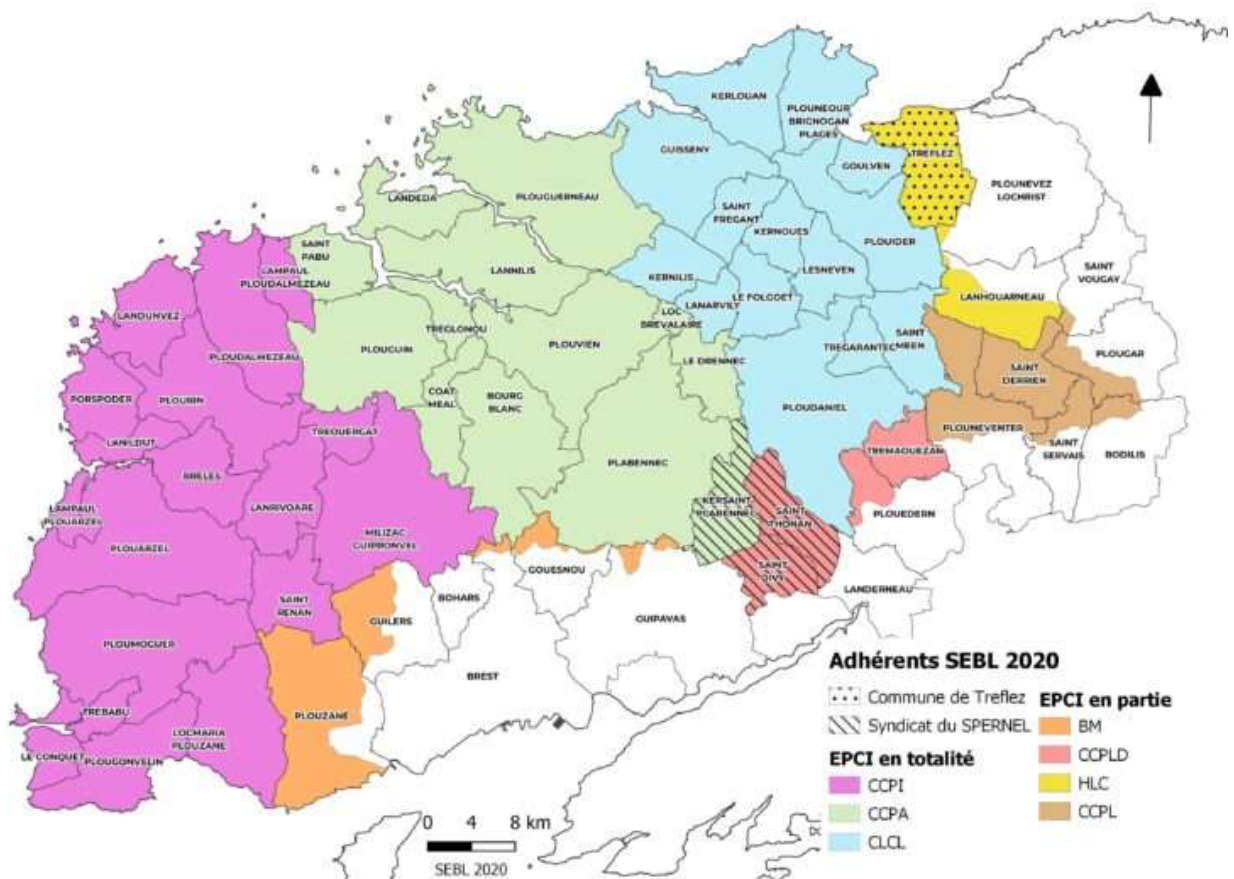 KERLOUAN
PLOUNEOUR
BRIGNOGAN
PLAGES
GUISSENY
GOULVEN
TREFLEZ
PLOUNEVEZ
LOCHRIST
LANDEDA
PLOUGUERNEAU
SAINT
FREGANT
KERNOUES
PLOUIDER
SAINT
PABU
LANNILIS
KERNILIS
LESNEVEN
SAINT
VOUGAY
LAMPAUL
PLOUDALMEZEAU
LANARVILY
LE FOLGOET
LANHOUARNEAU
LANDUNVEZ
TREGLONOU
LOC
BREVALAIRE
PLOUGUIN
PLOUVIEN
TREGARANTEC
SAINT
MEEN
PLOUGAR
PLOUDALMEZEAU
LE DRENNEC
SAINT
DERRIEN
PORSPODER
PLOURIN
COAT
MEAL
BOURG
BLANC
PLOUDANIEL
LANILDUT
TREOUERGAT
PLOUNEVENTER
BRELES
PLABENNEC
TREMAOUEZAN
SAINT
SERVAIS
BODILIS
LAMPAUL
PLOUARZEL
LANRIVOARE
KERSAINT
PLABENNEC
SAINT
THONAN
PLOUEDERN
MILIZAC
GUIPRONVEL
PLOUARZEL
GOUESNOU
SAINT
DIVY
SAINT
RENAN
BOHARS
LANDERNEAU
GUILERS
GUIPAVAS
PLOUMOGUER
BREST
TREBABU
PLOUZANE
LOCMARIA
PLOUZANE
LE CONQUET
PLOUGONVELIN
Adhérents SEBL 2020
Commune de Treflez
Syndicat du SPERNEL
EPCI en totalité
CCPI
CCPA
CLCL
EPCI en partie
BM
CCPLD
HLC
CCPL
0 4 8 km
SEBL 2020